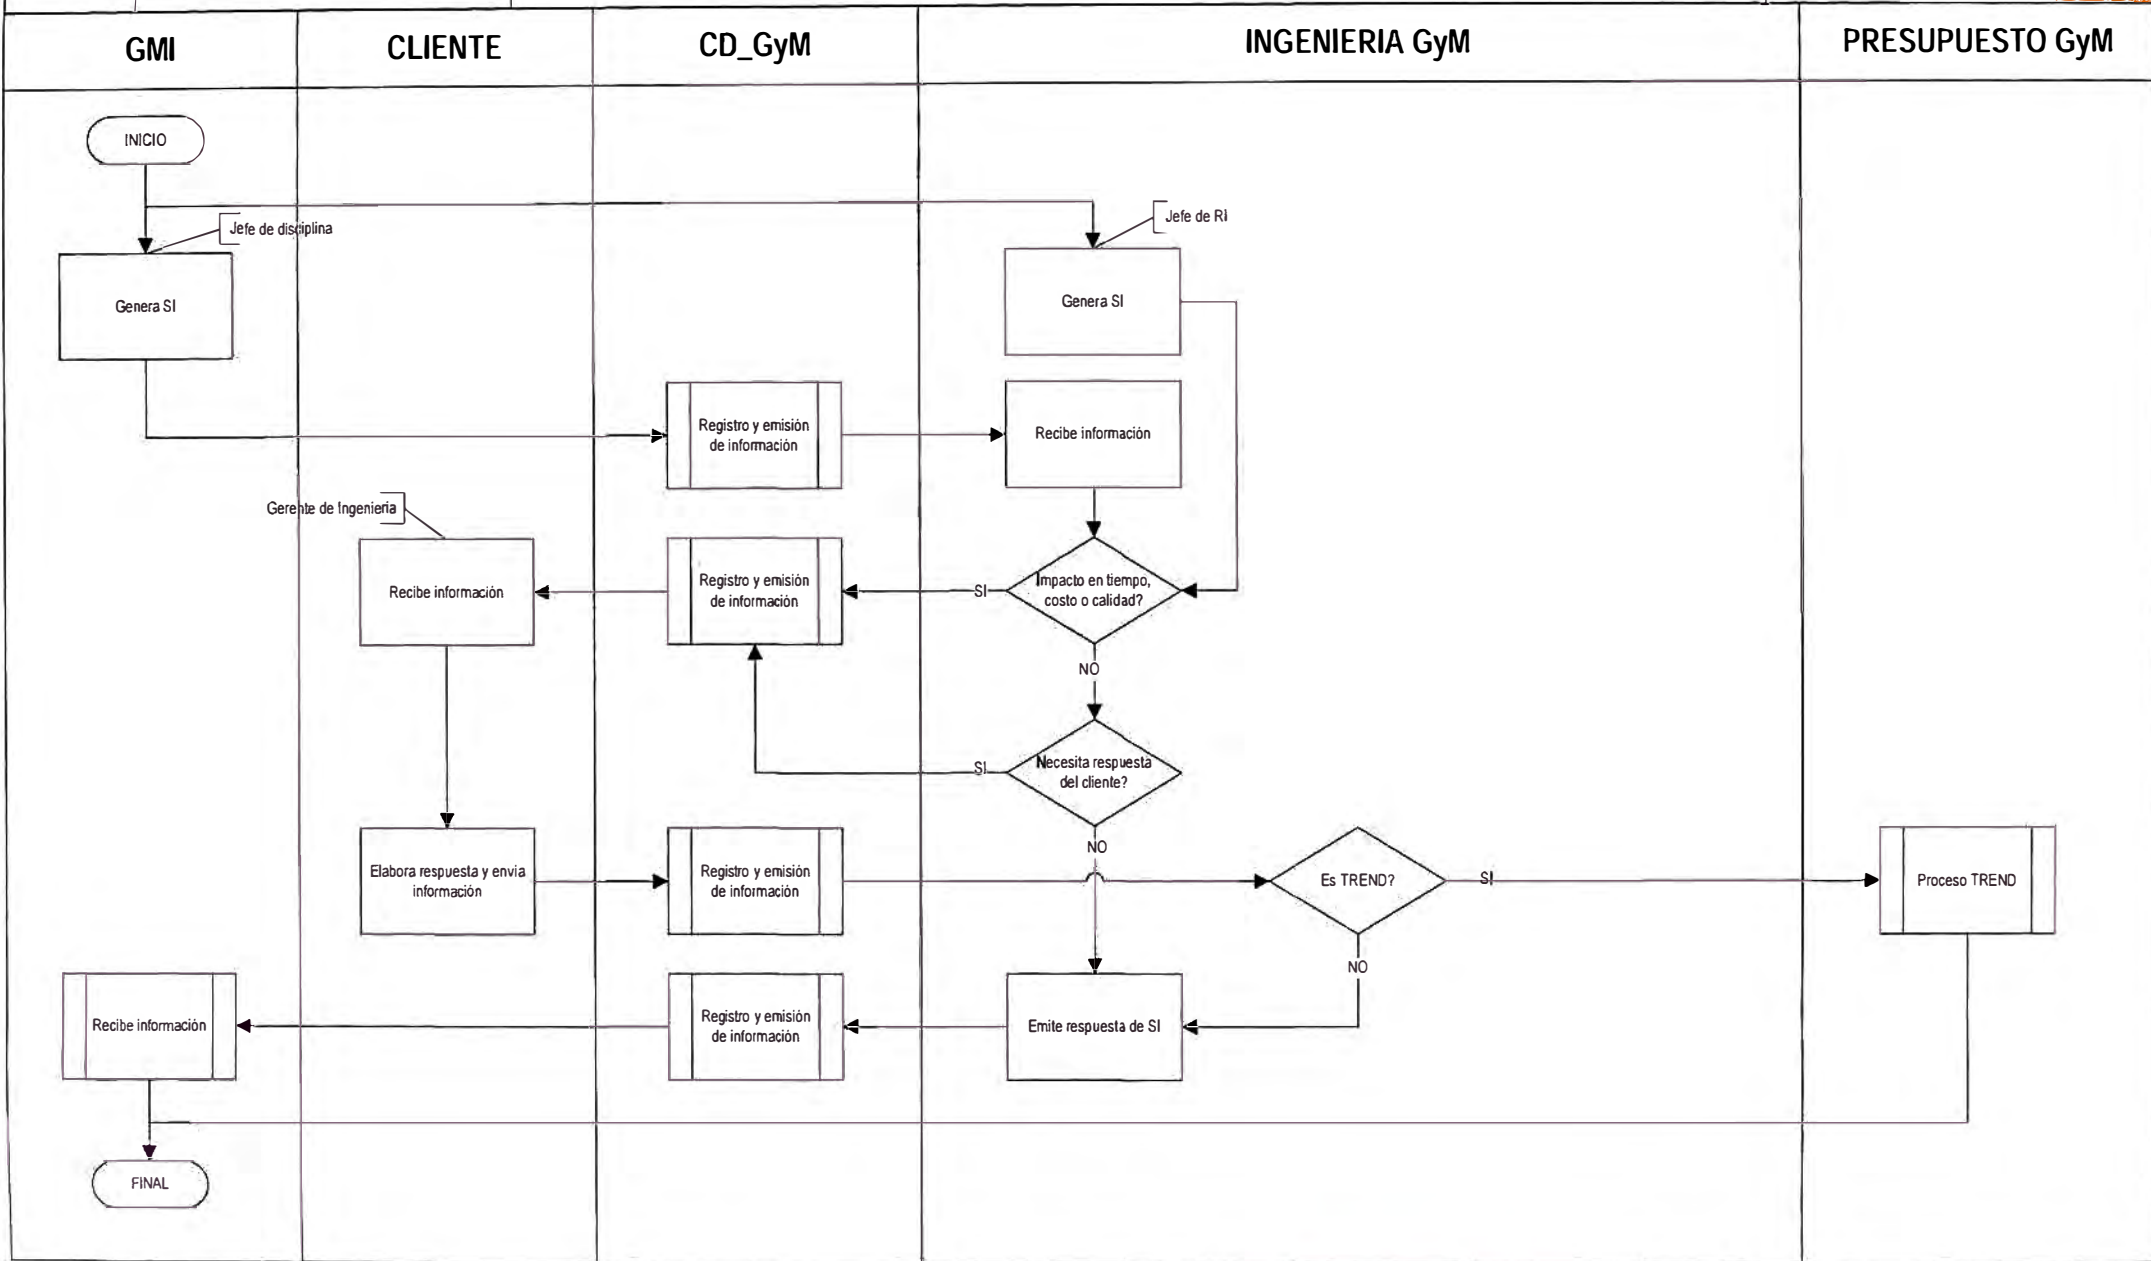 GMI
CLIENTE
CD_GyM
INGENIERIA GyM
PRESUPUESTO GyM
INICIO
Jefe de disciplina
Jefe de RI
Genera SI
Genera SI
Registro y emisión
de información
Recibe información
Gerente de Ingenieria
Recibe información
Registro y emisión
de información
SI
Impacto en tiempo,
costo o calidad?
NO
SI
Necesita respuesta
del cliente?
NO
Elabora respuesta y envia
información
Registro y emisión
de información
Es TREND?
SI
Proceso TREND
NO
Recibe información
Registro y emisión
de información
Emite respuesta de SI
FINAL